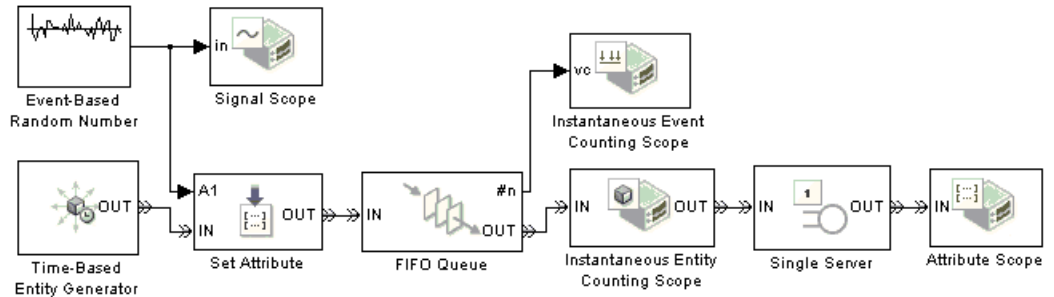 in
Event-Based
Random Number
Signal Scope
vc
Instantaneous Event
Counting Scope
OUT
Time-Based
Entity Generator
A1
IN
OUT
Set Attribute
IN
#n
OUT
FIFO Queue
IN
OUT
Instantaneous Entity
Counting Scope
IN
1
OUT
Single Server
IN
Attribute Scope